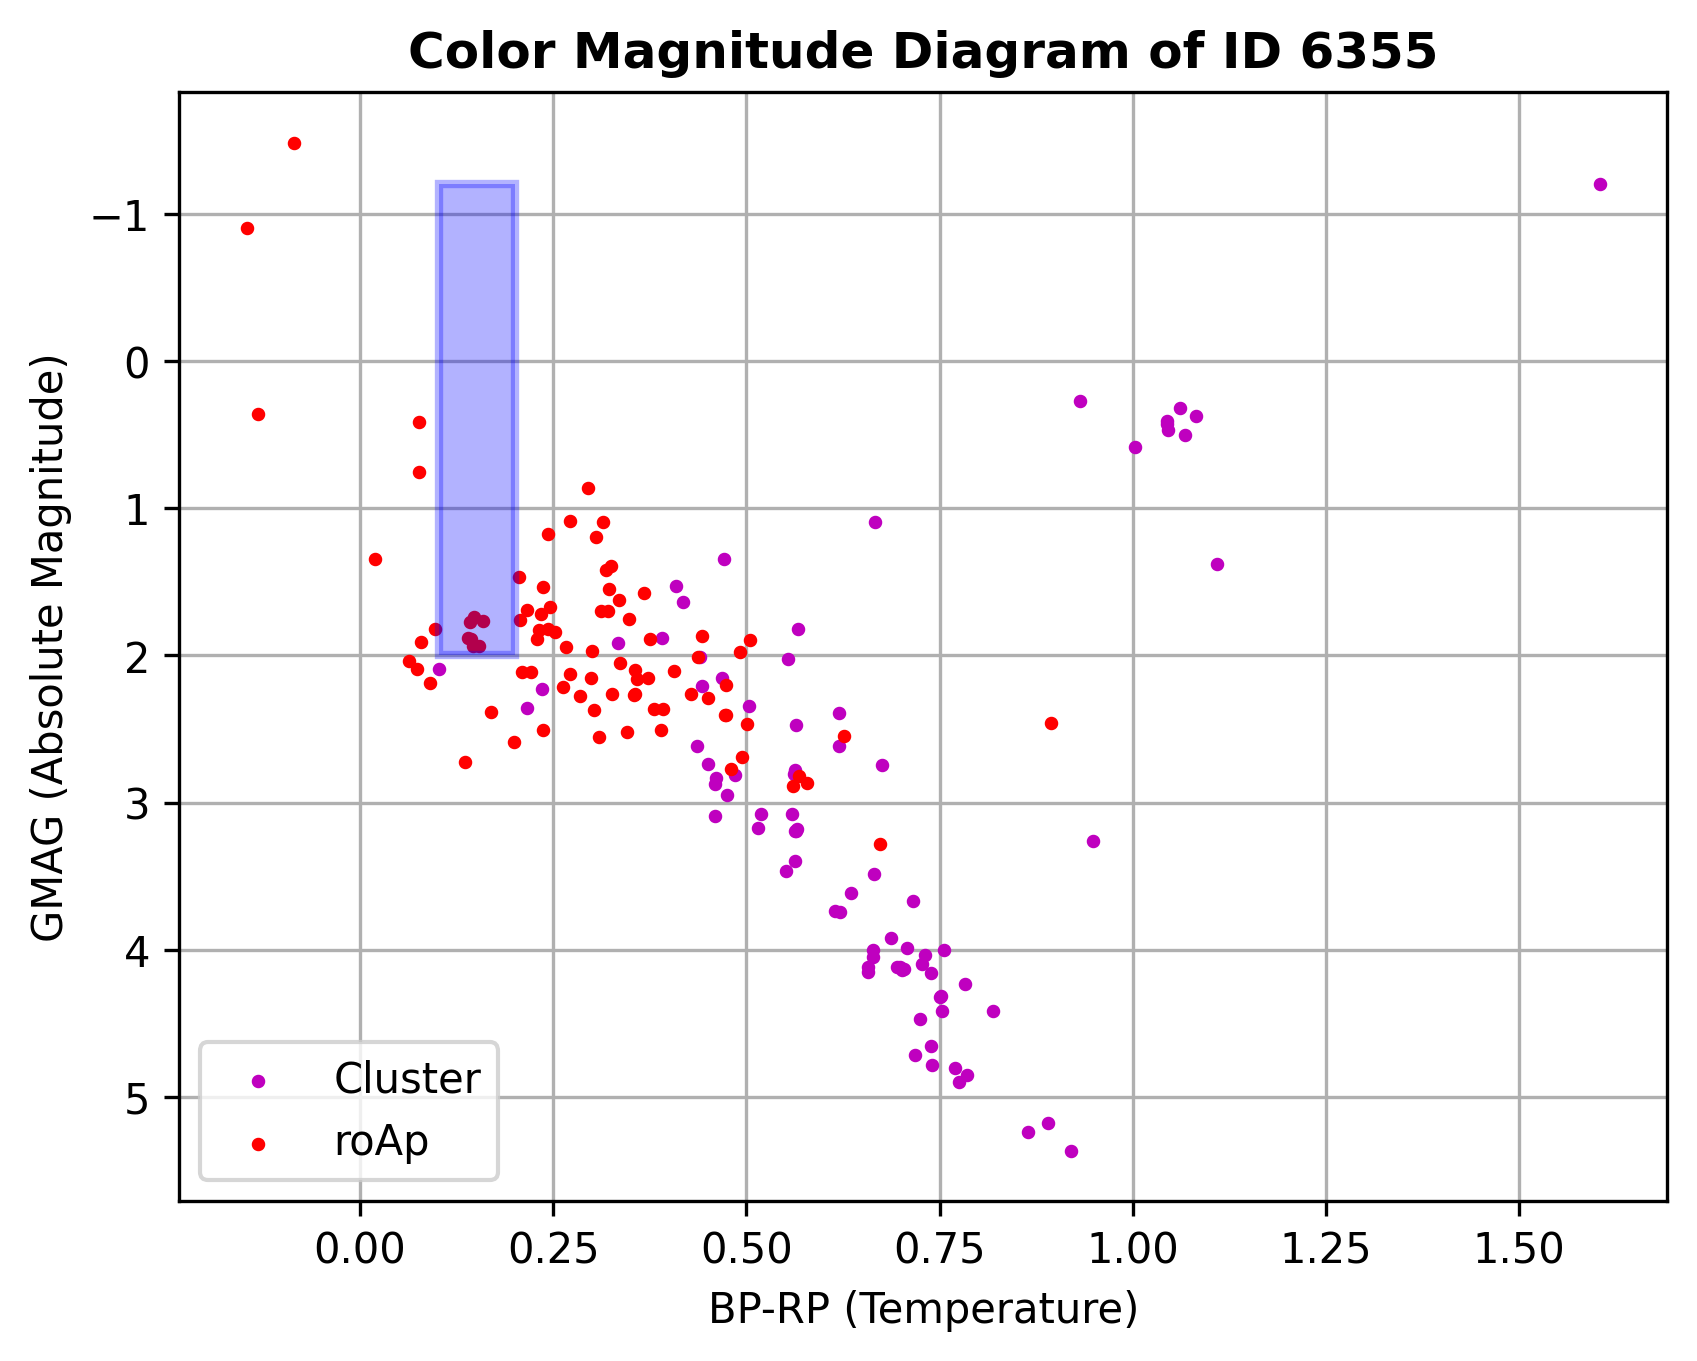 Color Magnitude Diagram of ID 6355
GMAG (Absolute Magnitude)
−1
0
1
2
3
4
5
Cluster
roAp
0.00 0.25 0.50 0.75 1.00 1.25 1.50
BP-RP (Temperature)